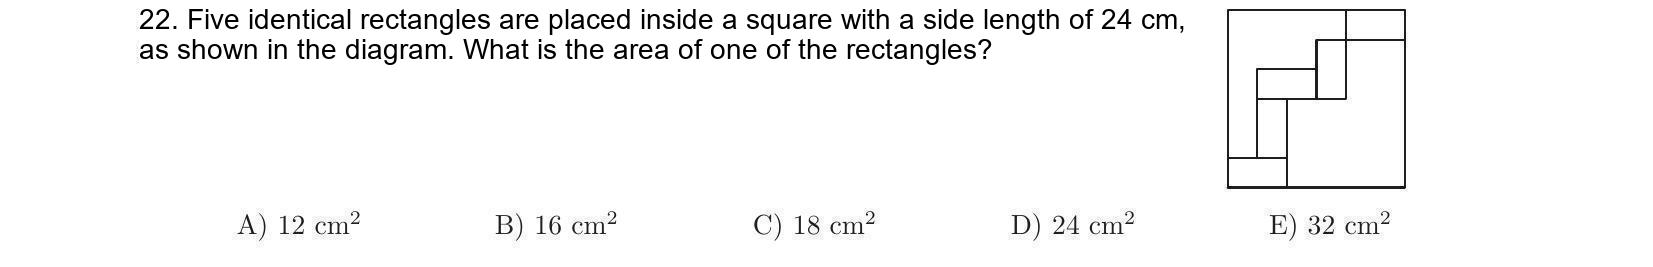 22. Five identical rectangles are placed inside a square with a side length of 24 cm,
as shown in the diagram. What is the area of one of the rectangles?
A) 12 cm²
B) 16 cm²
C) 18 cm²
D) 24 cm²
E) 32 cm²